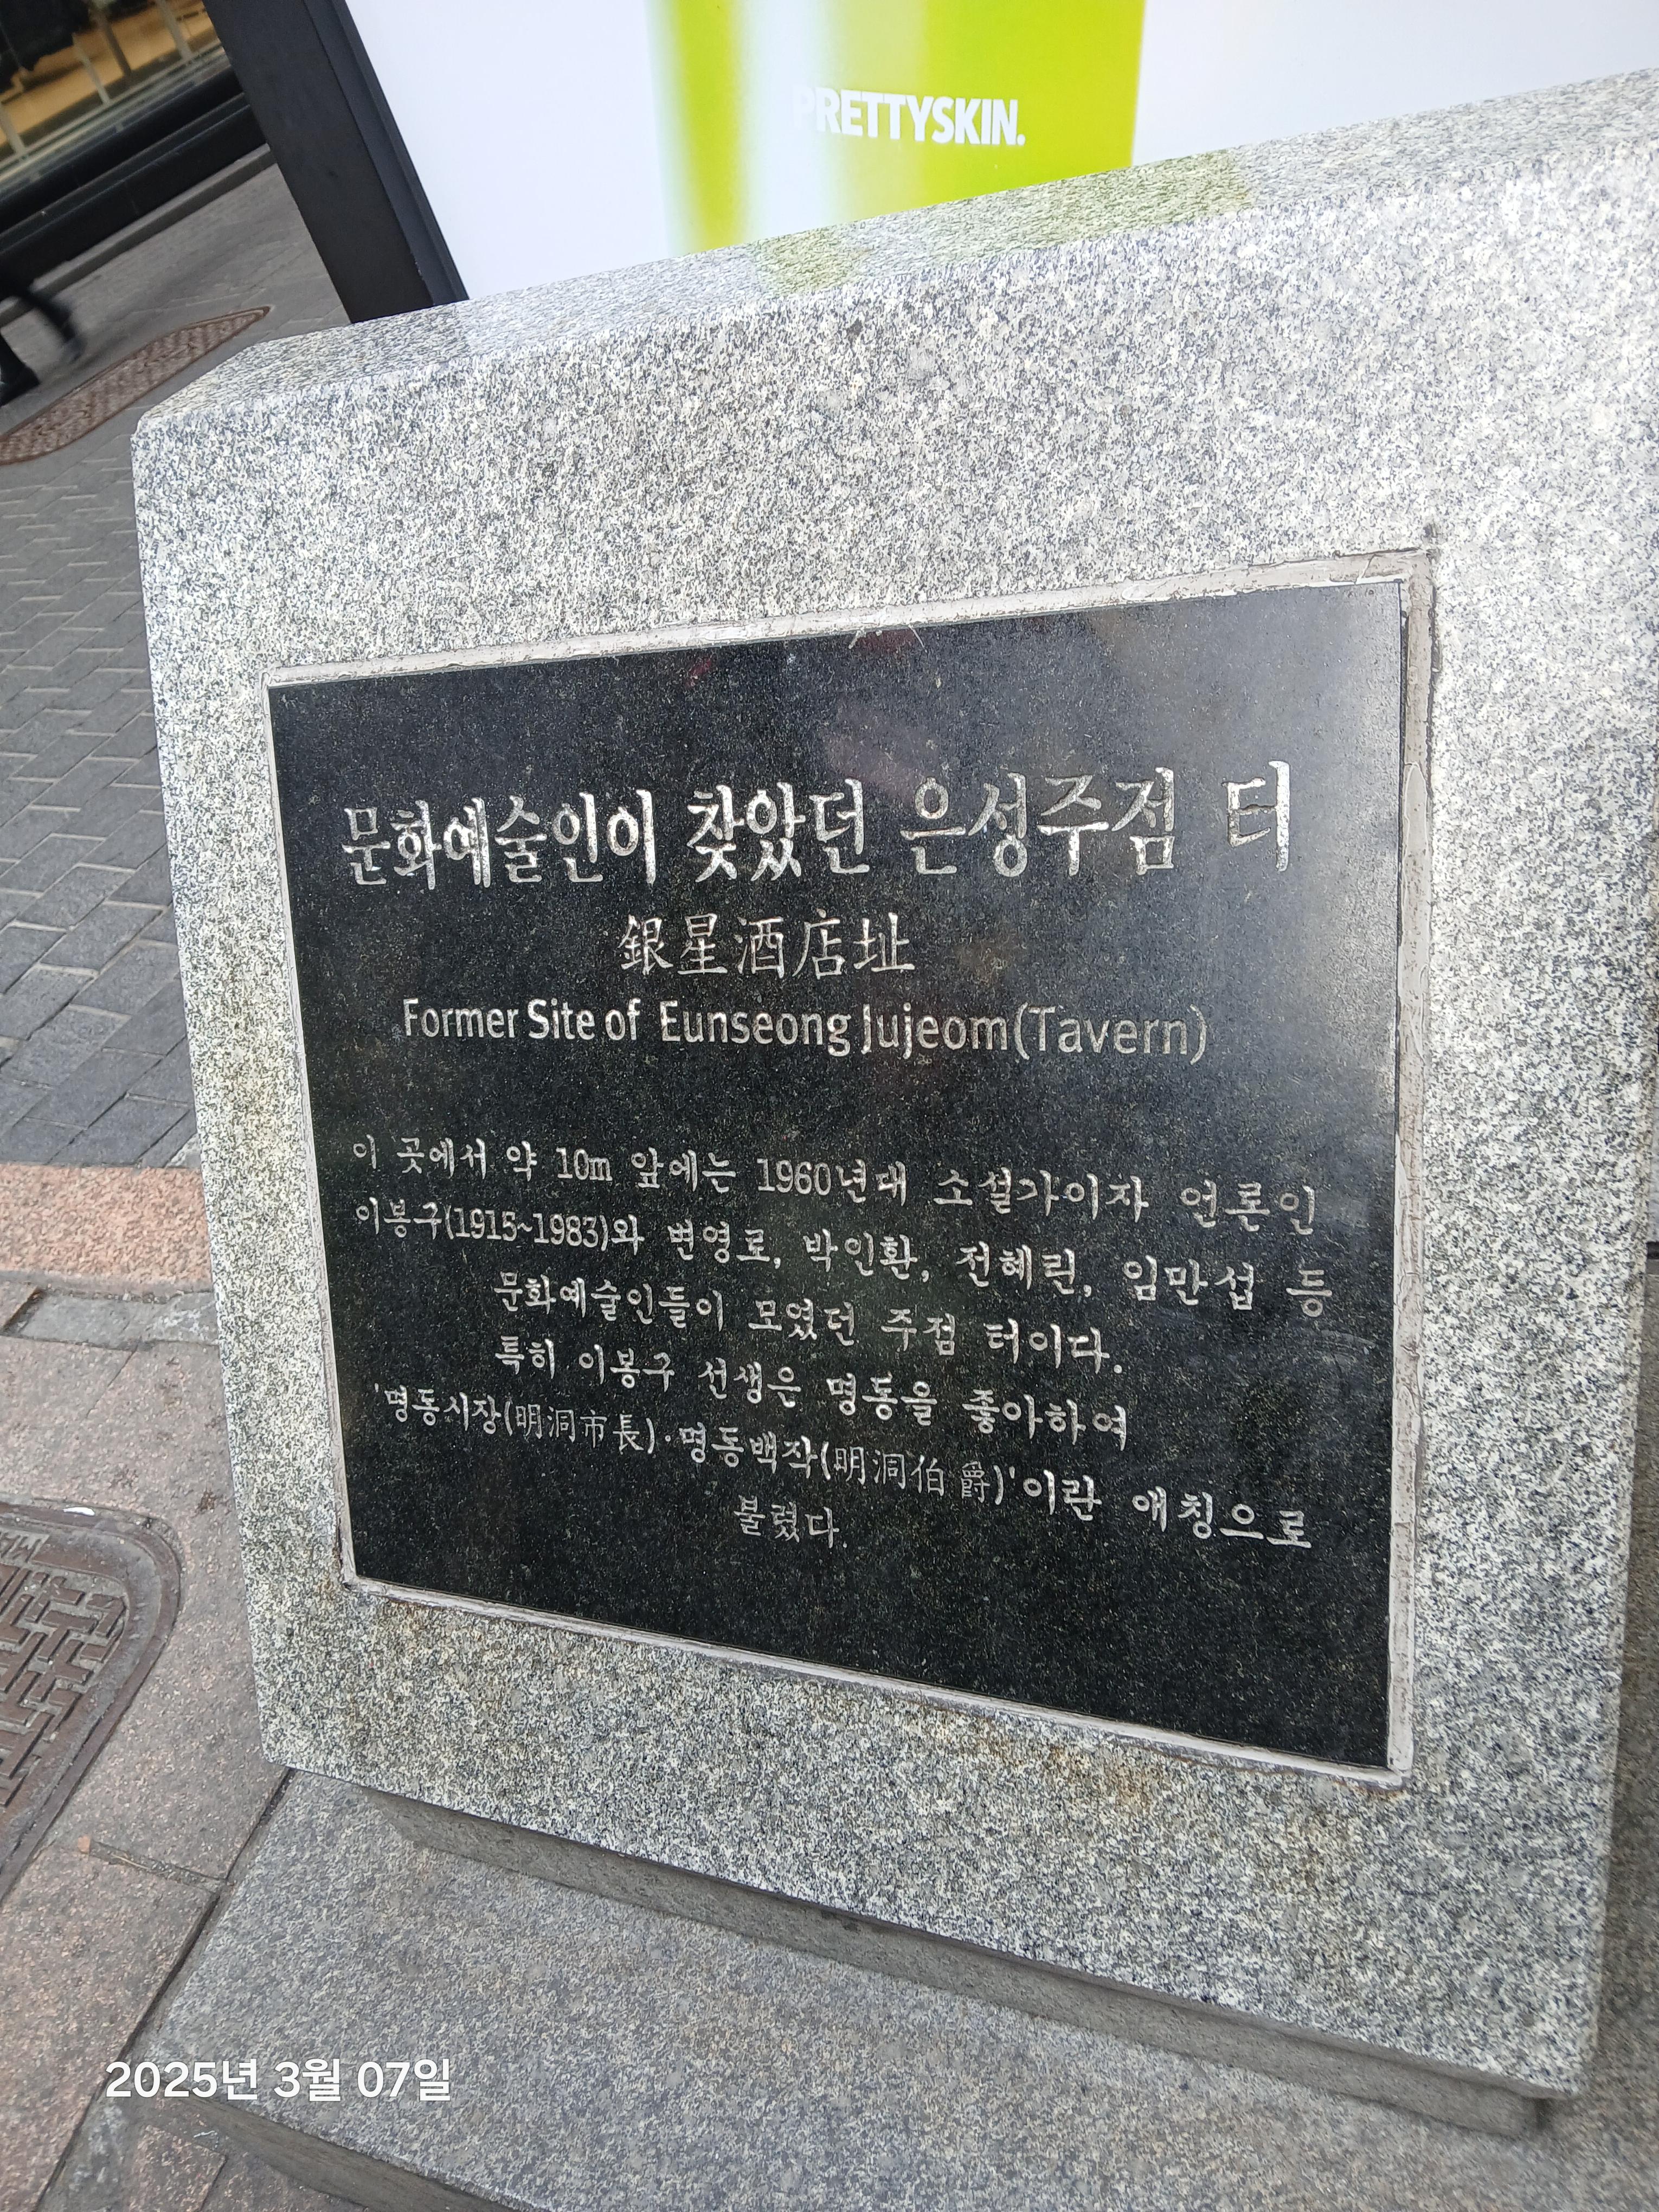 PRETTYSKIN.
문화예술인이 찾았던 은성주점 터
銀星酒店址
Former Site of Eunseong Jujeom(Tavern)
이 곳에서 약 10m 앞에는 1960년대 소설가이자 언론인
이봉구(1915~1983)와 변영로, 박인환, 전혜린, 임만섭 등
문화예술인들이 모였던 주점 터이다.
특히 이봉구 선생은 명동을 좋아하여
'명동시장(明洞市長)·명동백작(明洞伯爵)'이란 애칭으로
불렸다.
2025년 3월 07일